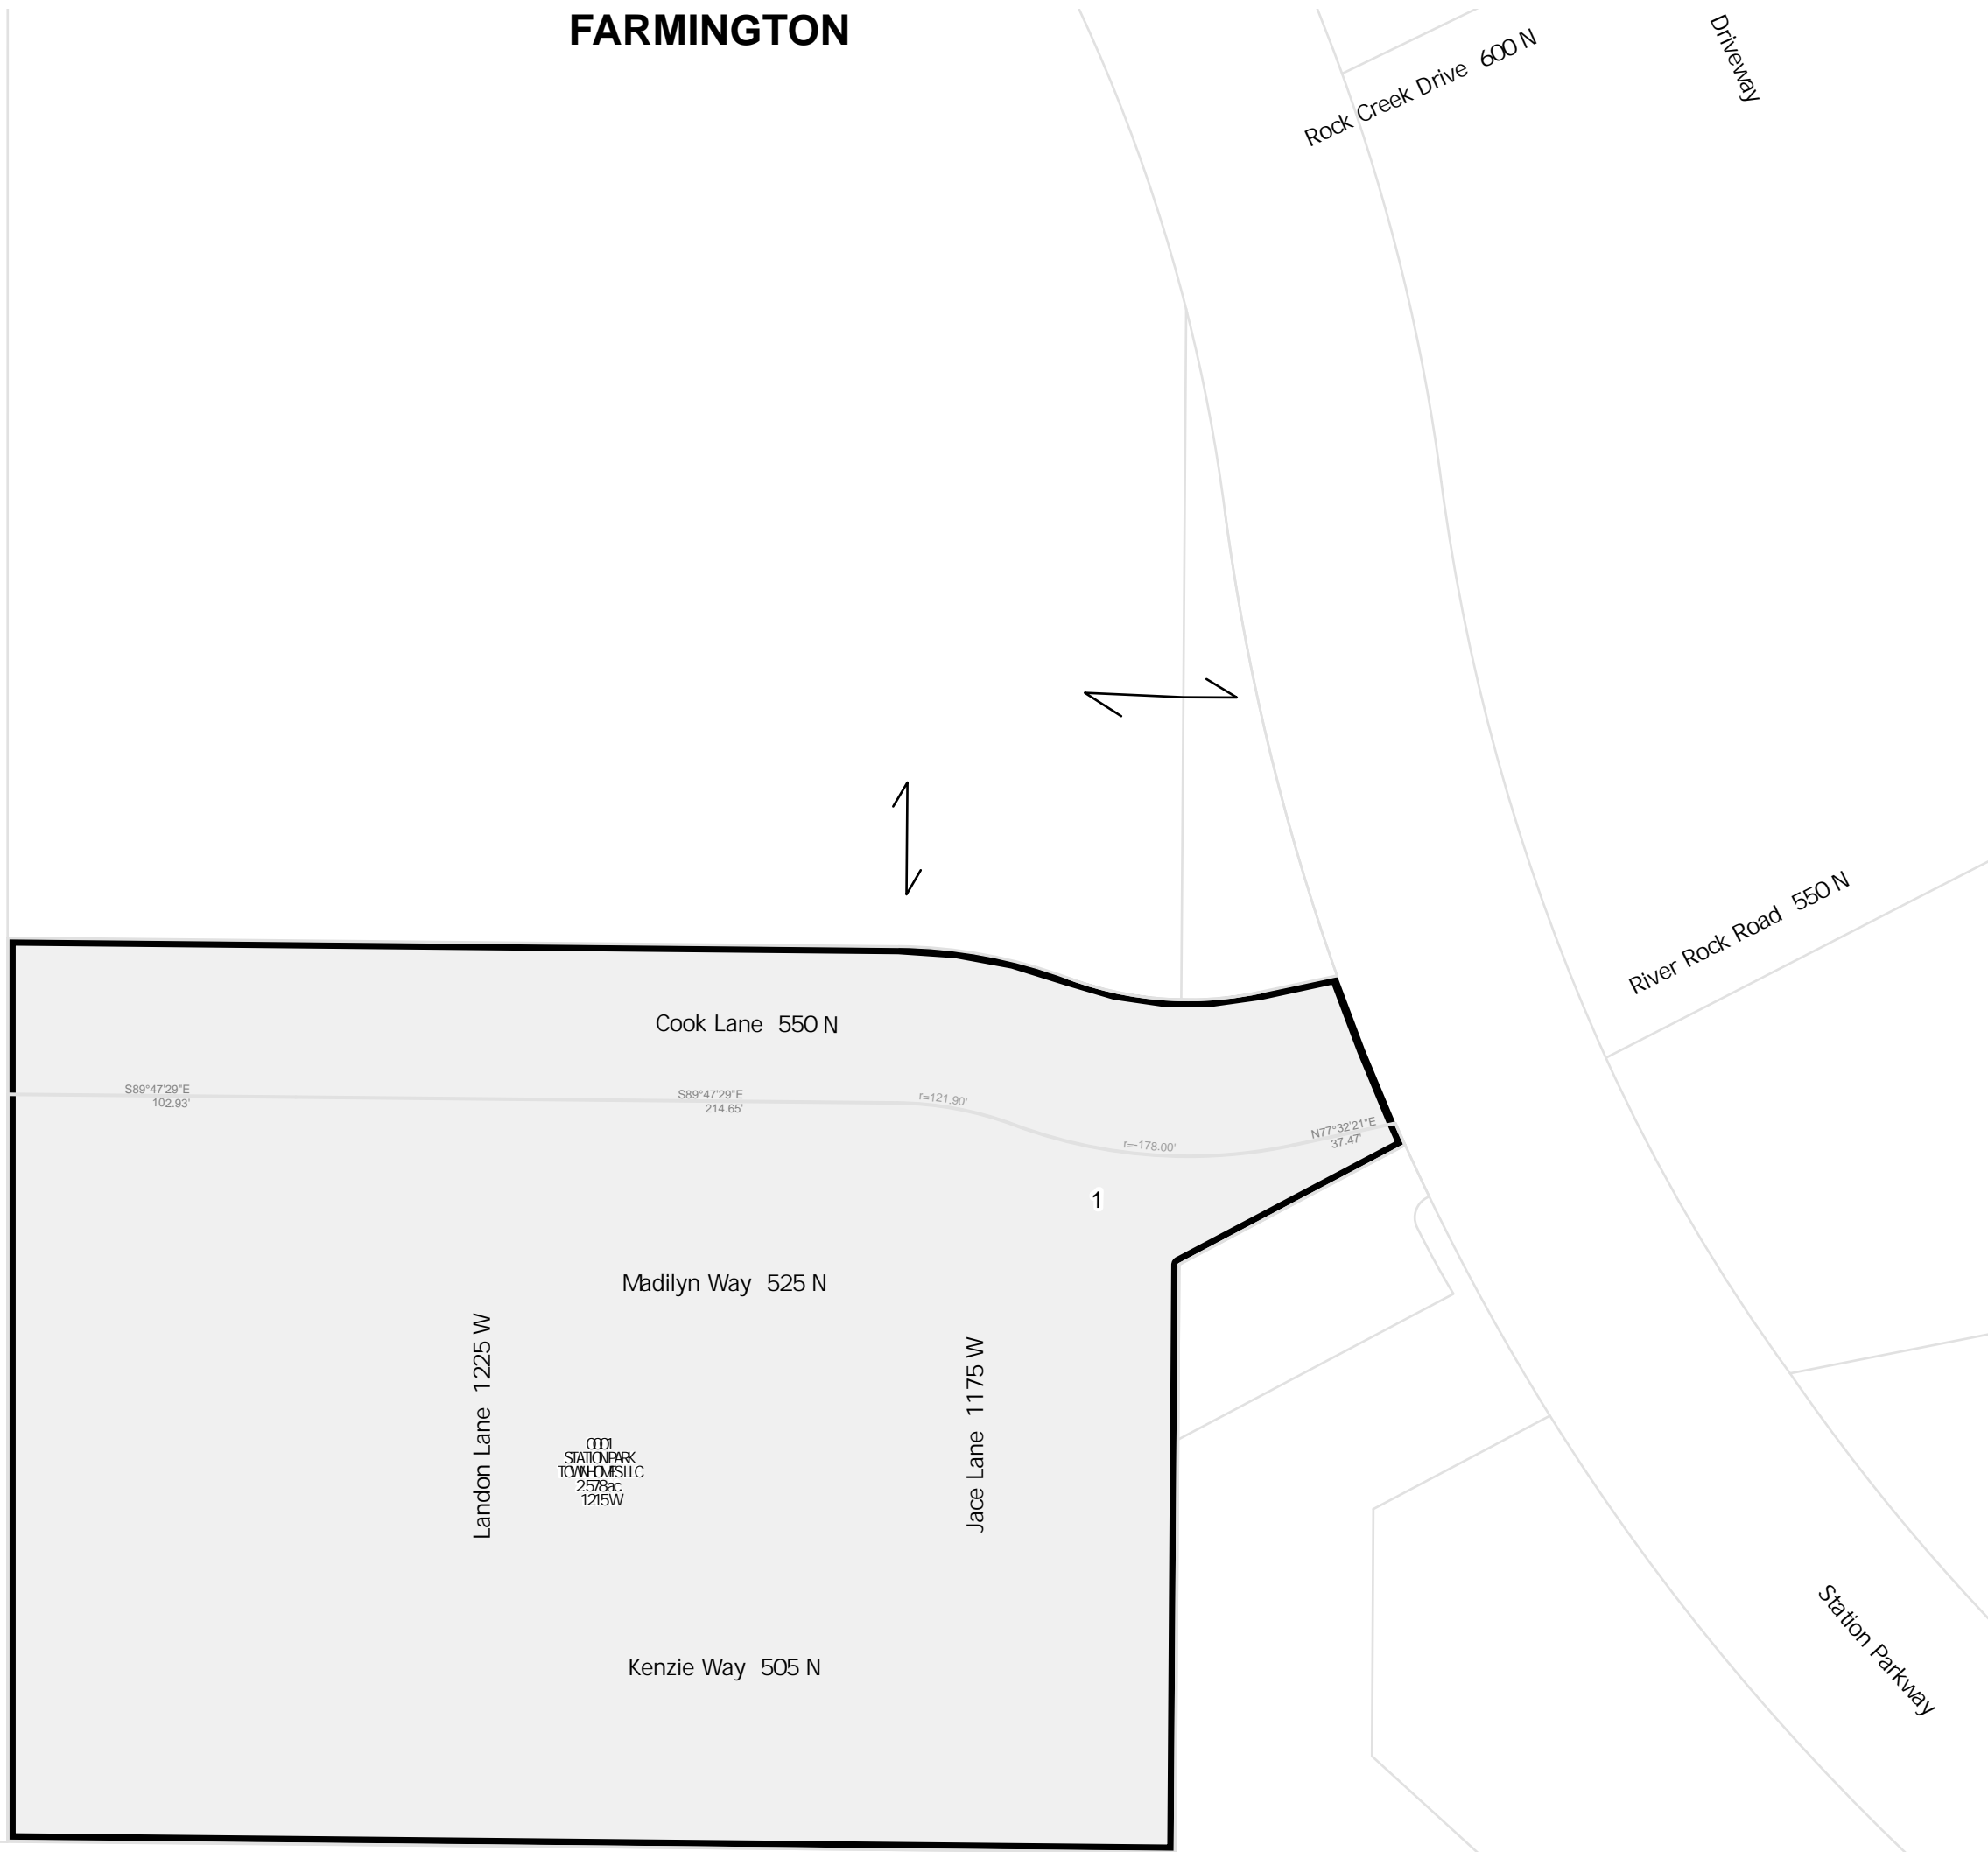 FARMINGTON
Rock Creek Drive 600 N
Driveway
River Rock Road 550 N
Cook Lane 550 N
S89°47'29"E
102.93'
S89°47'29"E
214.65'
r=121.90'
r=-178.00'
N77°32'21"E
37.47'
1
Madilyn Way 525 N
Landon Lane 1225 W
Jace Lane 1175 W
0001
STATION PARK
TOWNHOMES LLC
2.578 ac.
1215 W
Kenzie Way 505 N
Station Parkway